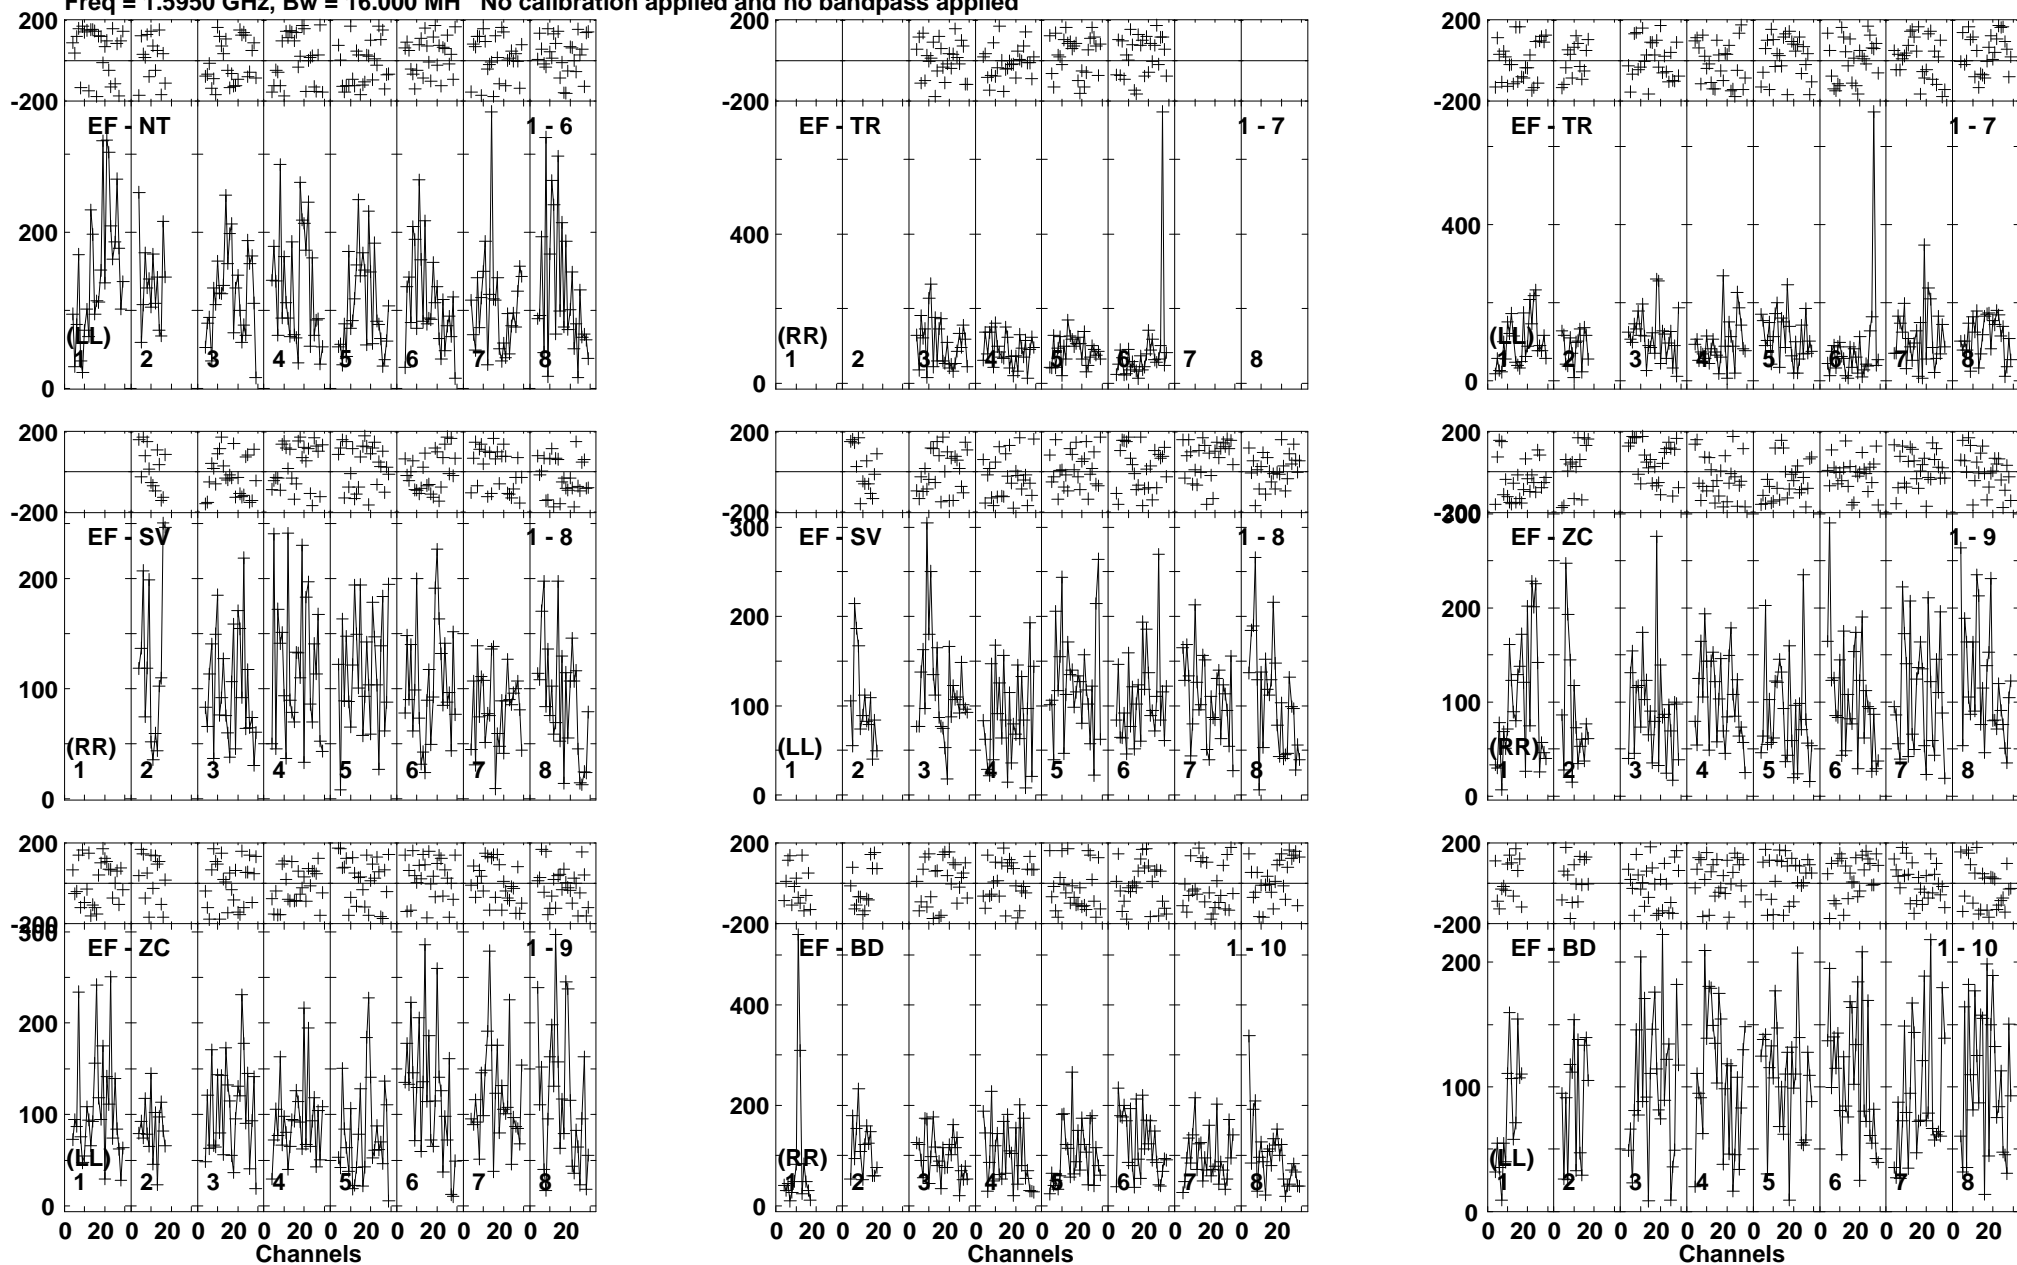 Freq = 1.5950 GHz, Bw = 16.000 MH No calibration applied and no bandpass applied
200 200 200
-200 -200 -200
EF - NT 1 - 6 EF - TR 1 - 7 EF - TR 1 - 7
200 400 400
(LL) (RR) (LL)
1 2 3 4 5 6 7 8 1 2 3 4 5 6 7 8 1 2 3 4 5 6 7 8
0 0 0
200 200 200
-200 -200 -200
300 300
EF - SV 1 - 8 EF - SV 1 - 8 EF - ZC 1 - 9
200 200 200
100 100 100
(RR) (LL) (RR)
1 2 3 4 5 6 7 8 1 2 3 4 5 6 7 8 1 2 3 4 5 6 7 8
0 0 0
200 200 200
-200 -200 -200
300
EF - ZC 1 - 9 EF - BD 1 - 10 EF - BD 1 - 10
200 400 200
100 200 100
(LL) (RR) (LL)
1 2 3 4 5 6 7 8 1 2 3 4 5 6 7 8 1 2 3 4 5 6 7 8
0 0 0
0 20 0 20 0 20 0 20 0 20 0 20 0 20 0 20 0 20 0 20 0 20 0 20 0 20 0 20 0 20 0 20 0 20 0 20 0 20 0 20 0 20 0 20 0 20 0 20
Channels Channels Channels